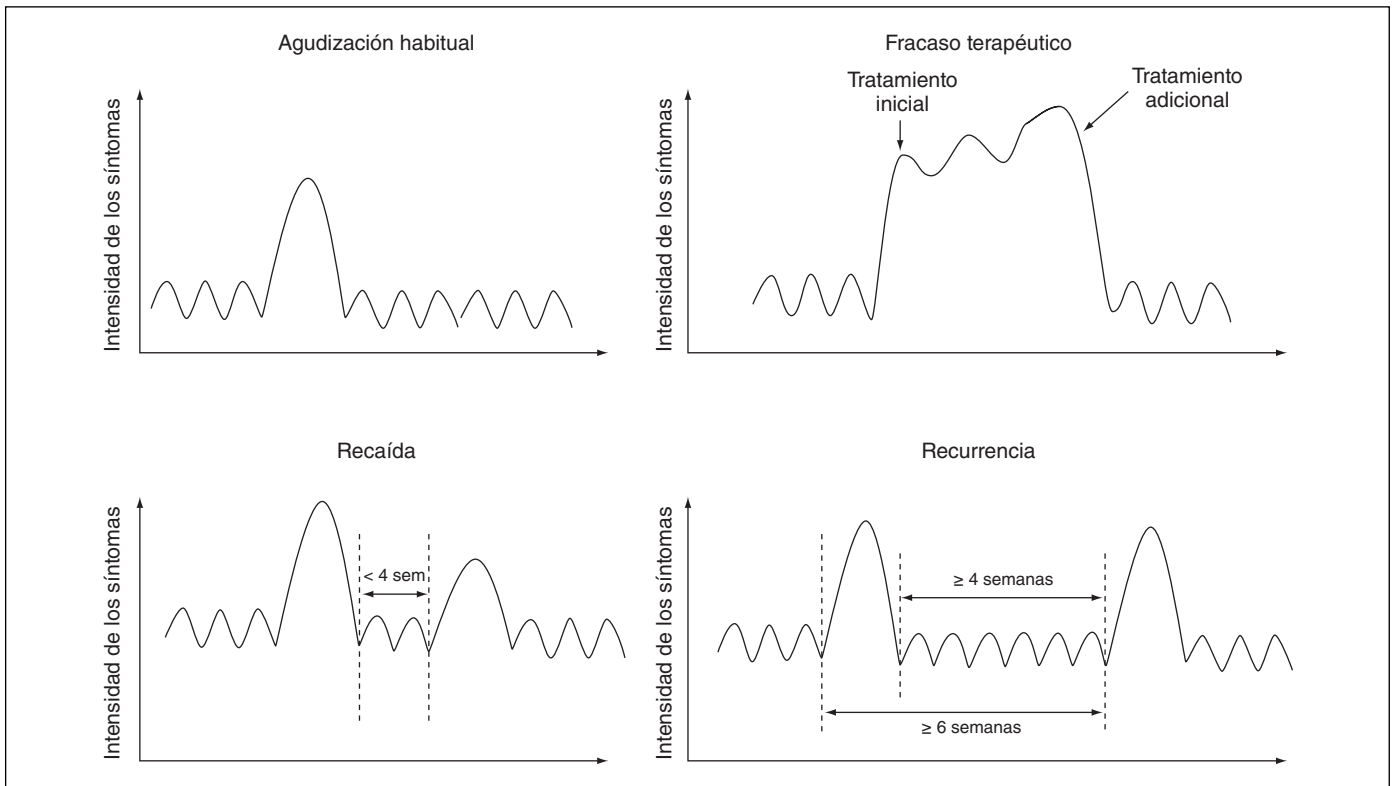 Agudización habitual
Intensidad de los síntomas
Fracaso terapéutico
Tratamiento
inicial
Tratamiento
adicional
Intensidad de los síntomas
Recaída
Intensidad de los síntomas
< 4 sem
Recurrencia
Intensidad de los síntomas
≥ 4 semanas
≥ 6 semanas